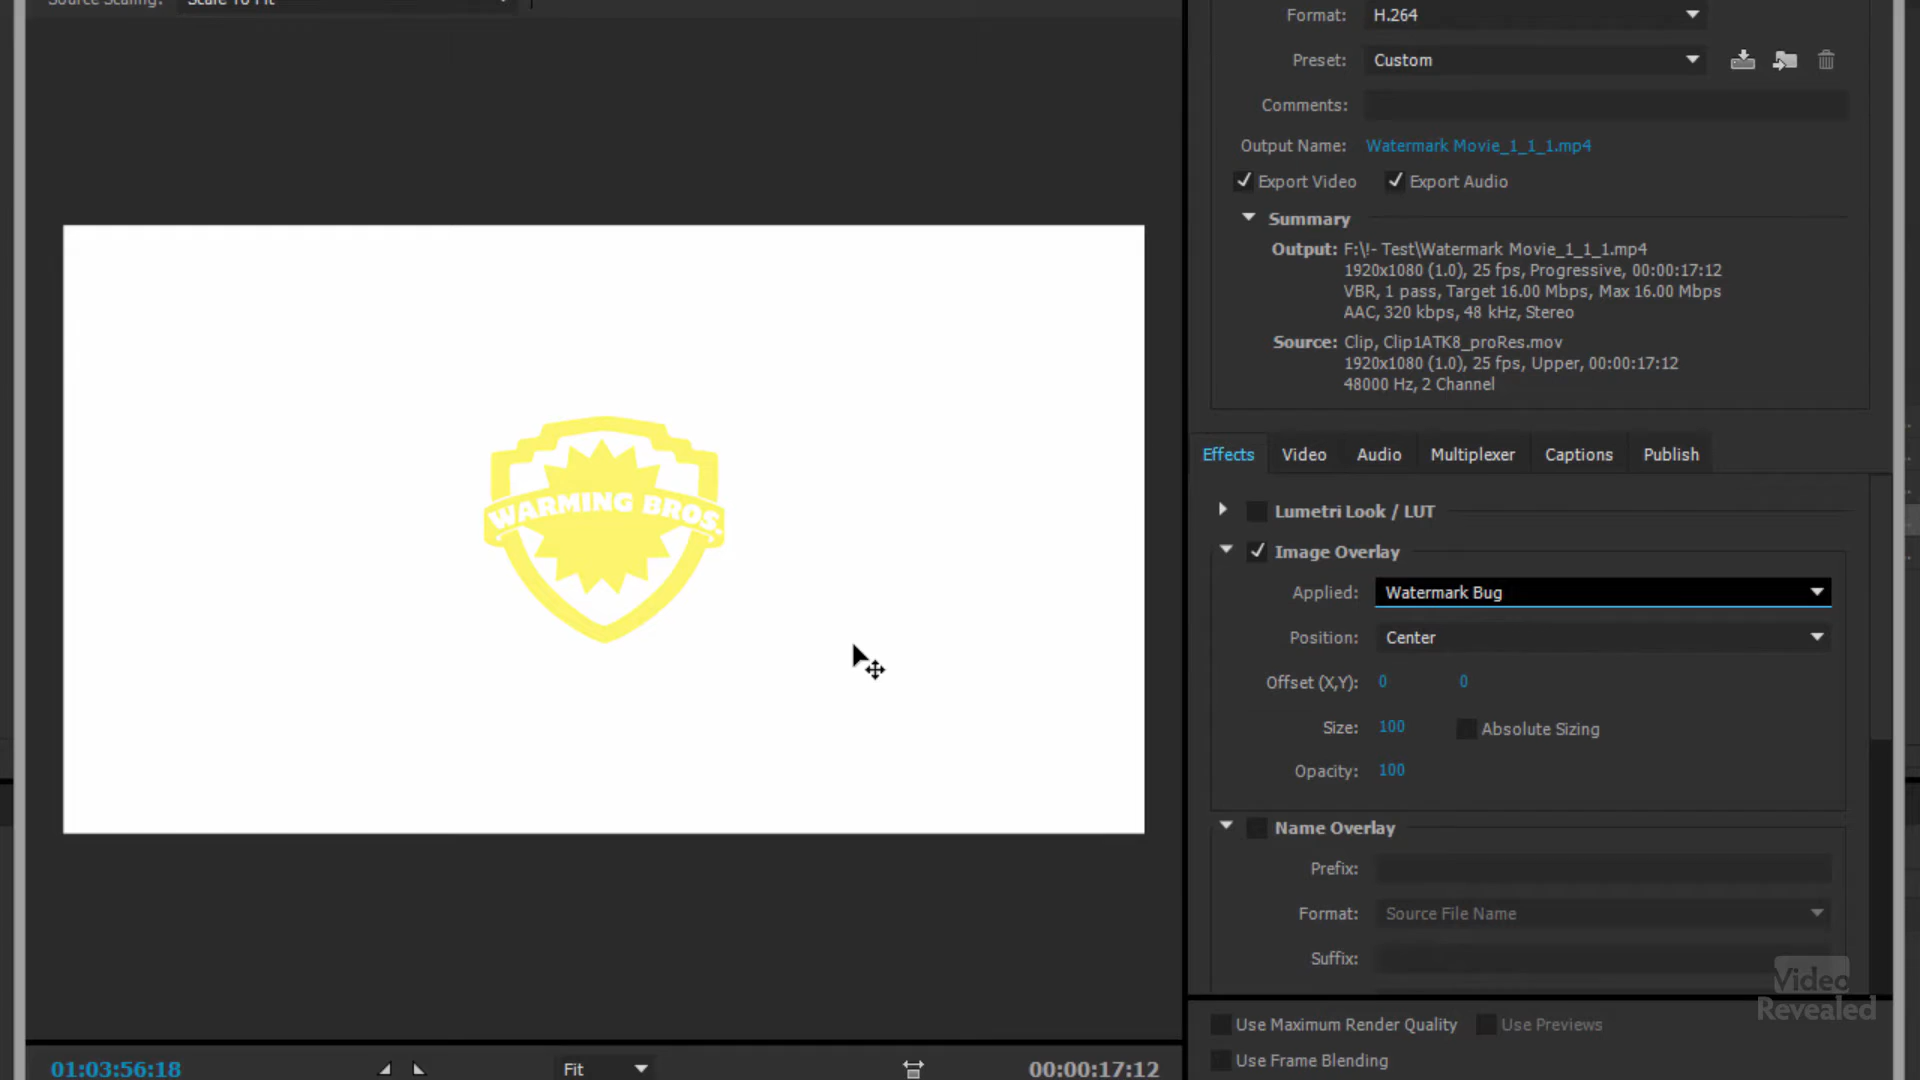 Source Scaling: Scale To Fit
Format: H.264
Preset: Custom
Comments:
Output Name: Watermark Movie_1_1_1.mp4
Export Video Export Audio
Summary
Output: F:\!- Test\Watermark Movie_1_1_1.mp4
1920x1080 (1.0), 25 fps, Progressive, 00:00:17:12
VBR, 1 pass, Target 16.00 Mbps, Max 16.00 Mbps
AAC, 320 kbps, 48 kHz, Stereo
Source: Clip, Clip1ATK8_proRes.mov
1920x1080 (1.0), 25 fps, Upper, 00:00:17:12
48000 Hz, 2 Channel
WARMING BROS.
Effects Video Audio Multiplexer Captions Publish
Lumetri Look / LUT
Image Overlay
Applied: Watermark Bug
Position: Center
Offset (X,Y): 0 0
Size: 100 Absolute Sizing
Opacity: 100
Name Overlay
Prefix:
Format: Source File Name
Suffix:
Video
Revealed
Use Maximum Render Quality Use Previews
Use Frame Blending
01:03:56:18 Fit 00:00:17:12